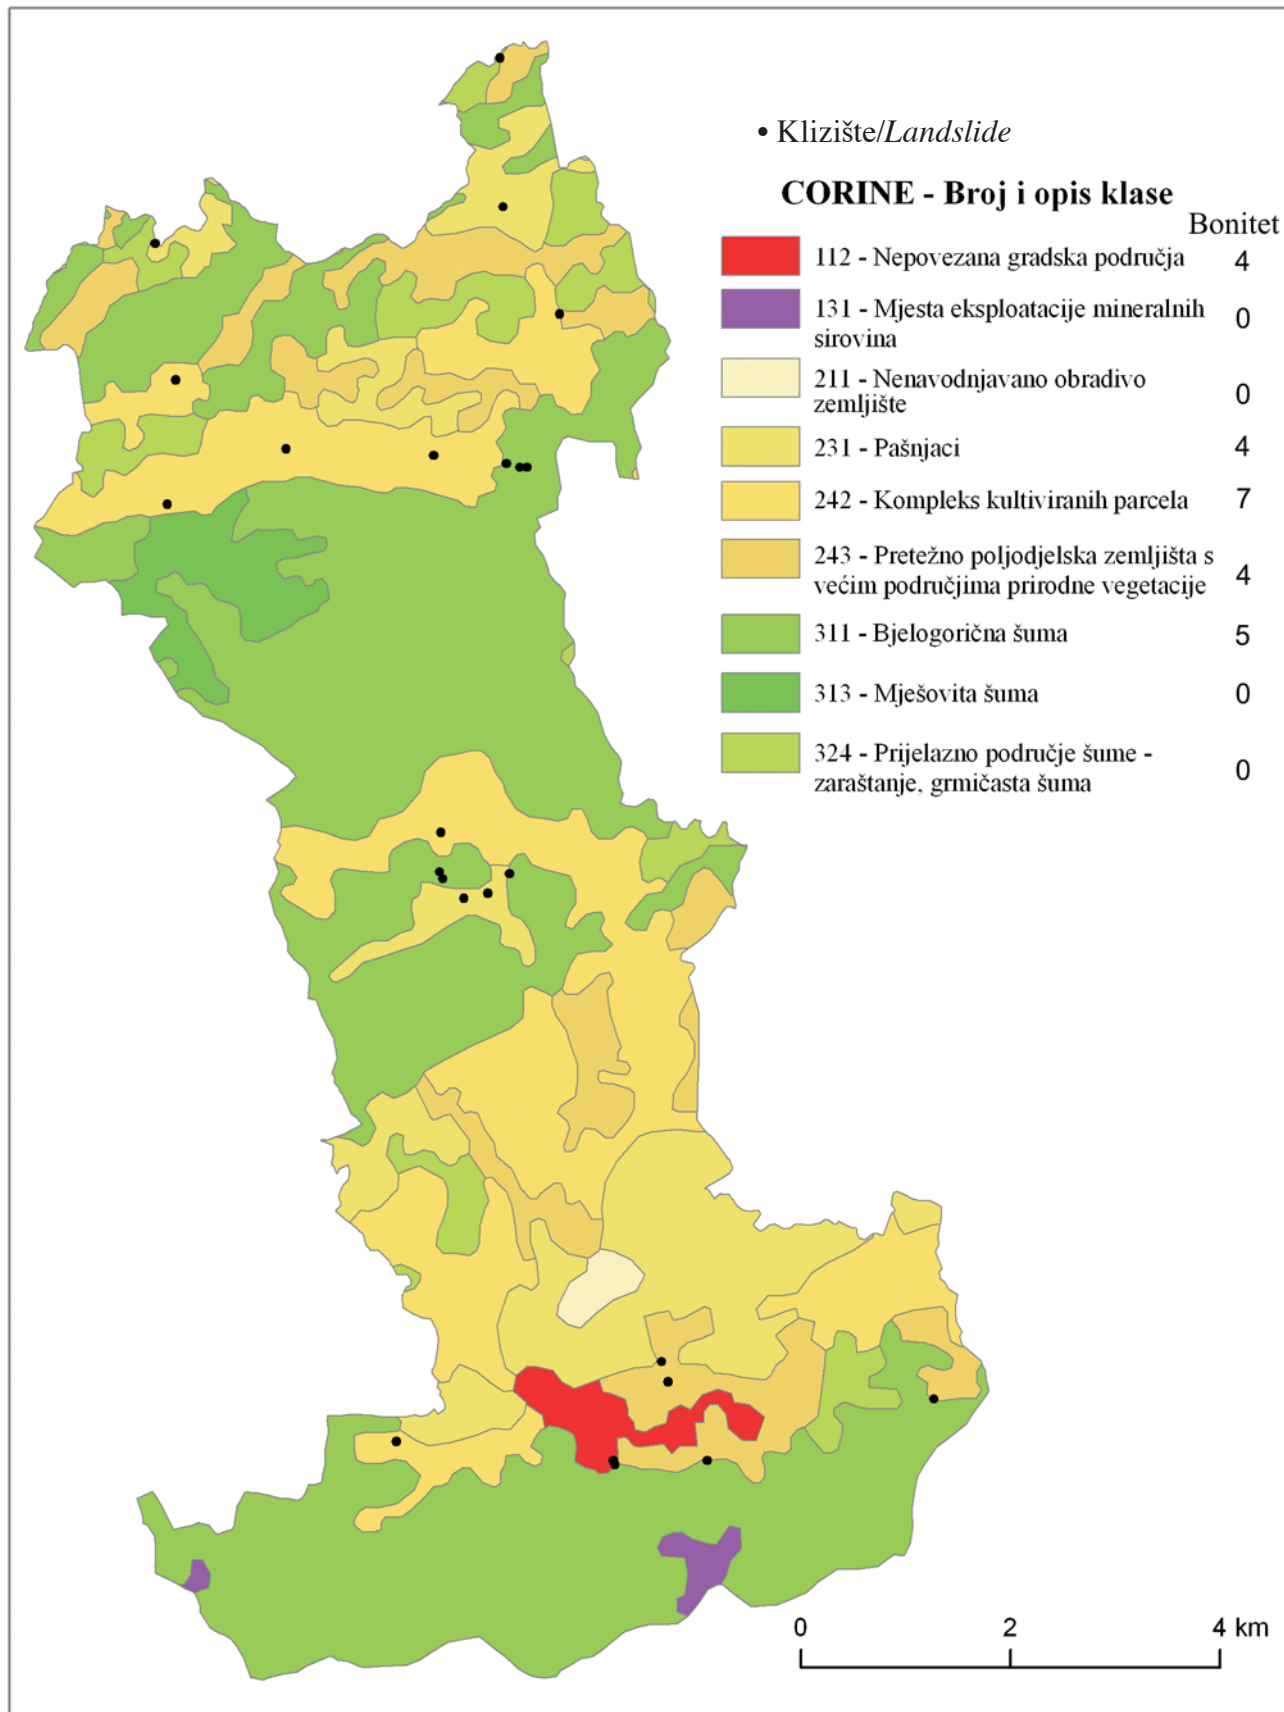 • Klizište/Landslide
CORINE - Broj i opis klase
Bonitet
112 - Nepovezana gradska područja 4
131 - Mjesta eksploatacije mineralnih
sirovina 0
211 - Nenavodnjavano obradivo
zemljište 0
231 - Pašnjaci 4
242 - Kompleks kultiviranih parcela 7
243 - Pretežno poljodjelska zemljišta s
većim područjima prirodne vegetacije 4
311 - Bjelogorična šuma 5
313 - Mješovita šuma 0
324 - Prijelazno područje šume -
zaraštanje, grmičasta šuma 0
0 2 4 km